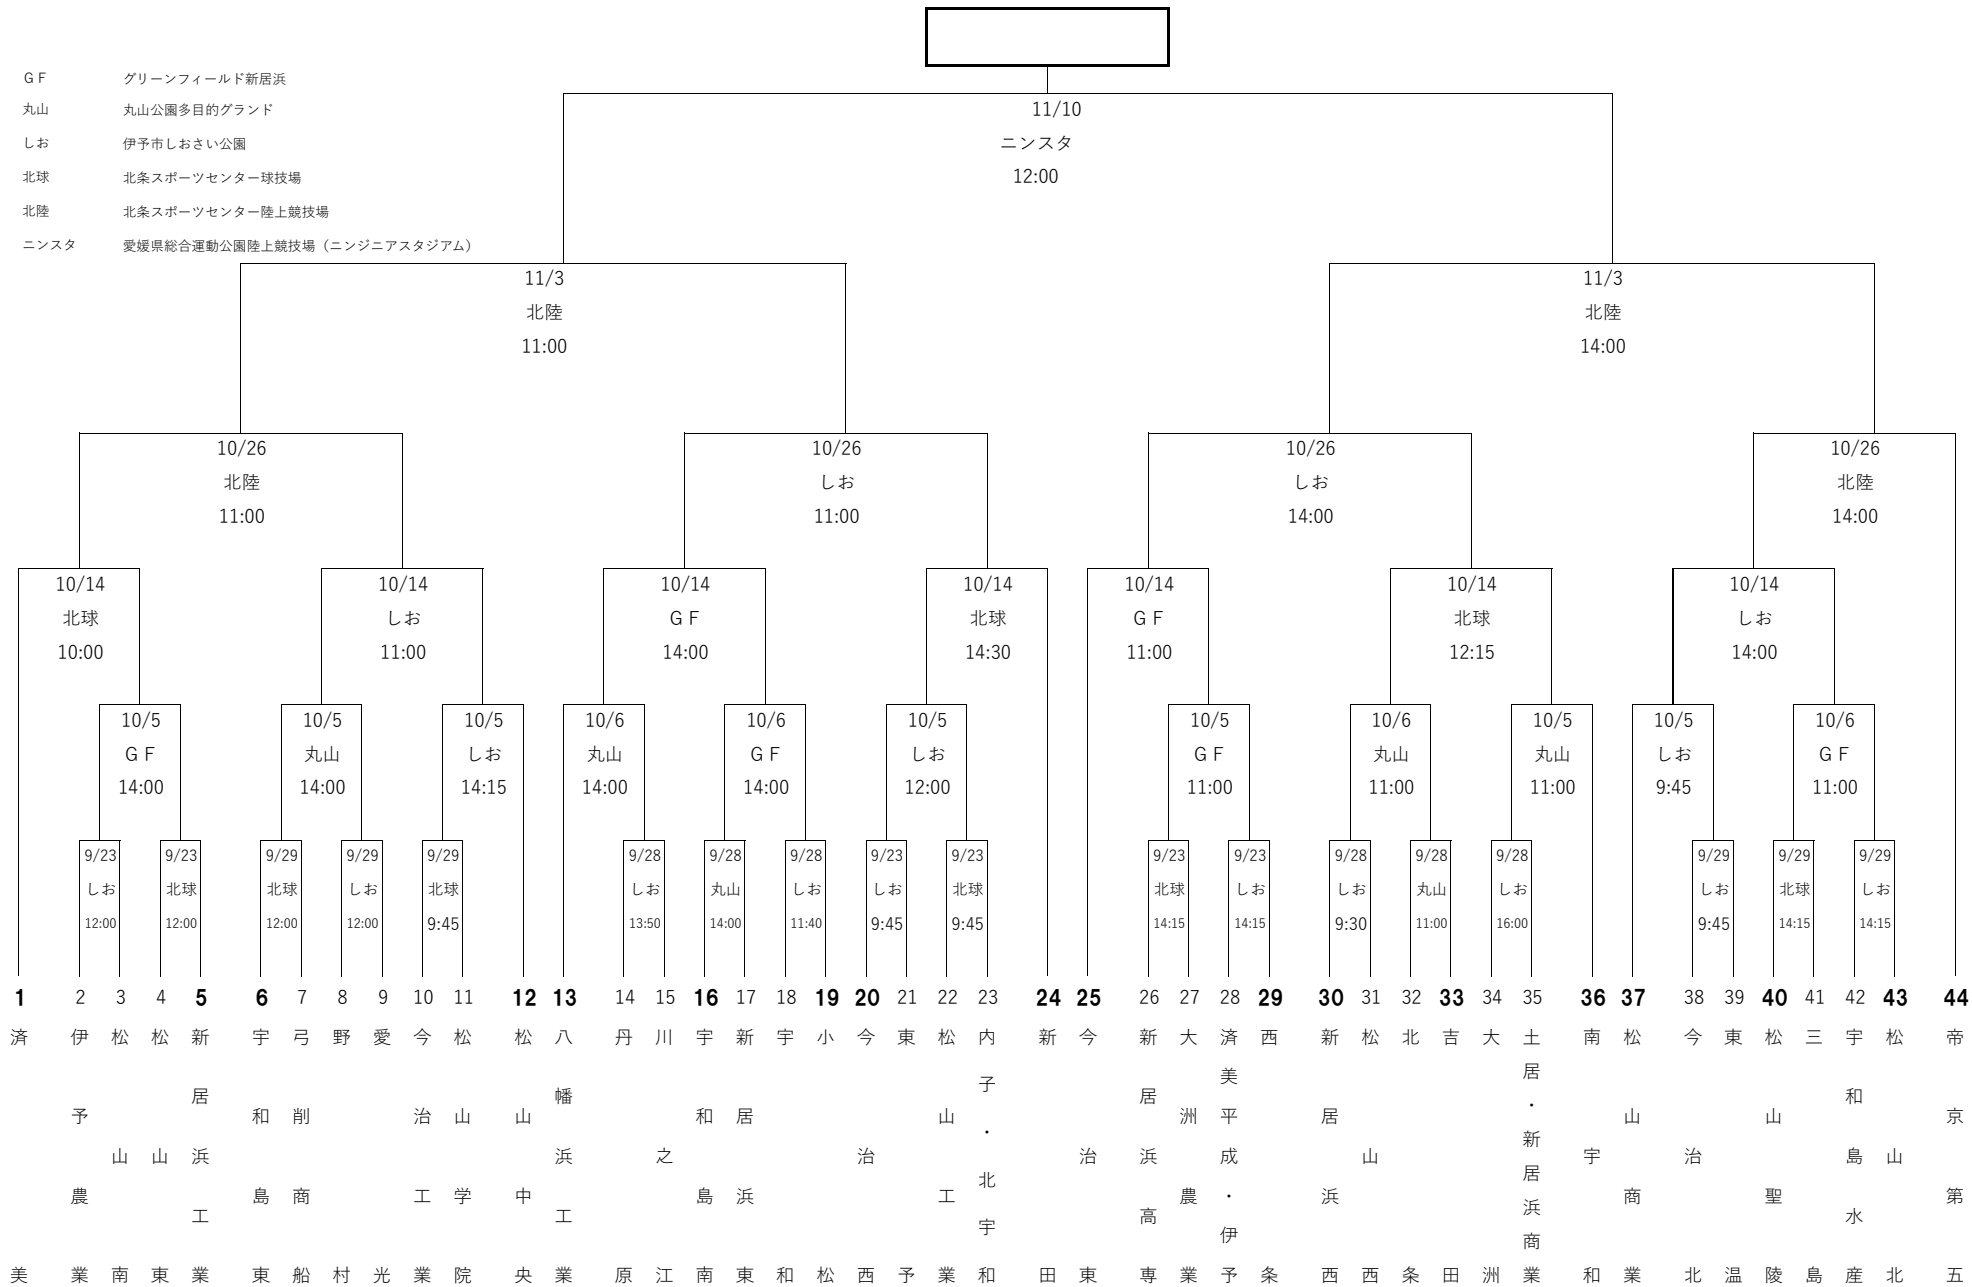 ＧＦ グリーンフィールド新居浜
丸山 丸山公園多目的グランド
しお 伊予市しおさい公園
北球 北条スポーツセンター球技場
北陸 北条スポーツセンター陸上競技場
ニンスタ 愛媛県総合運動公園陸上競技場（ニンジニアスタジアム）
11/10
ニンスタ
12:00
11/3 11/3
北陸 北陸
11:00 14:00
10/26 10/26 10/26 10/26
北陸 しお しお 北陸
11:00 11:00 14:00 14:00
10/14 10/14 10/14 10/14 10/14 10/14 10/14
北球 しお ＧＦ 北球 ＧＦ 北球 しお
10:00 11:00 14:00 14:30 11:00 12:15 14:00
10/5 10/5 10/5 10/6 10/6 10/5 10/5 10/6 10/5 10/5 10/6
ＧＦ 丸山 しお 丸山 ＧＦ しお ＧＦ 丸山 丸山 しお ＧＦ
14:00 14:00 14:15 14:00 14:00 12:00 11:00 11:00 11:00 9:45 11:00
9/23 9/23 9/29 9/29 9/29 9/28 9/28 9/28 9/23 9/23 9/23 9/23 9/28 9/28 9/28 9/29 9/29 9/29
しお 北球 北球 しお 北球 しお 丸山 しお しお 北球 北球 しお しお 丸山 しお しお 北球 しお
12:00 12:00 12:00 12:00 9:45 13:50 14:00 11:40 9:45 9:45 14:15 14:15 9:30 11:00 16:00 9:45 14:15 14:15
1 済美
2 伊予農業
3 松山南
4 松山東
5 新居浜工業
6 宇和島東
7 弓削商船
8 野村
9 愛光
10 今治工業
11 松山学院
12 松山中央
13 八幡浜工業
14 丹原
15 川之江
16 宇和島南
17 新居浜東
18 宇和
19 小松
20 今治西
21 東予
22 松山工業
23 内子・北宇和
24 新田
25 今治東
26 新居浜高専
27 大洲農業
28 済美平成・伊予
29 西条
30 新居浜西
31 松山西
32 北条
33 吉田
34 大洲
35 土居・新居浜商業
36 南宇和
37 松山商業
38 今治北
39 東温
40 松山聖陵
41 三島
42 宇和島水産
43 松山北
44 帝京第五